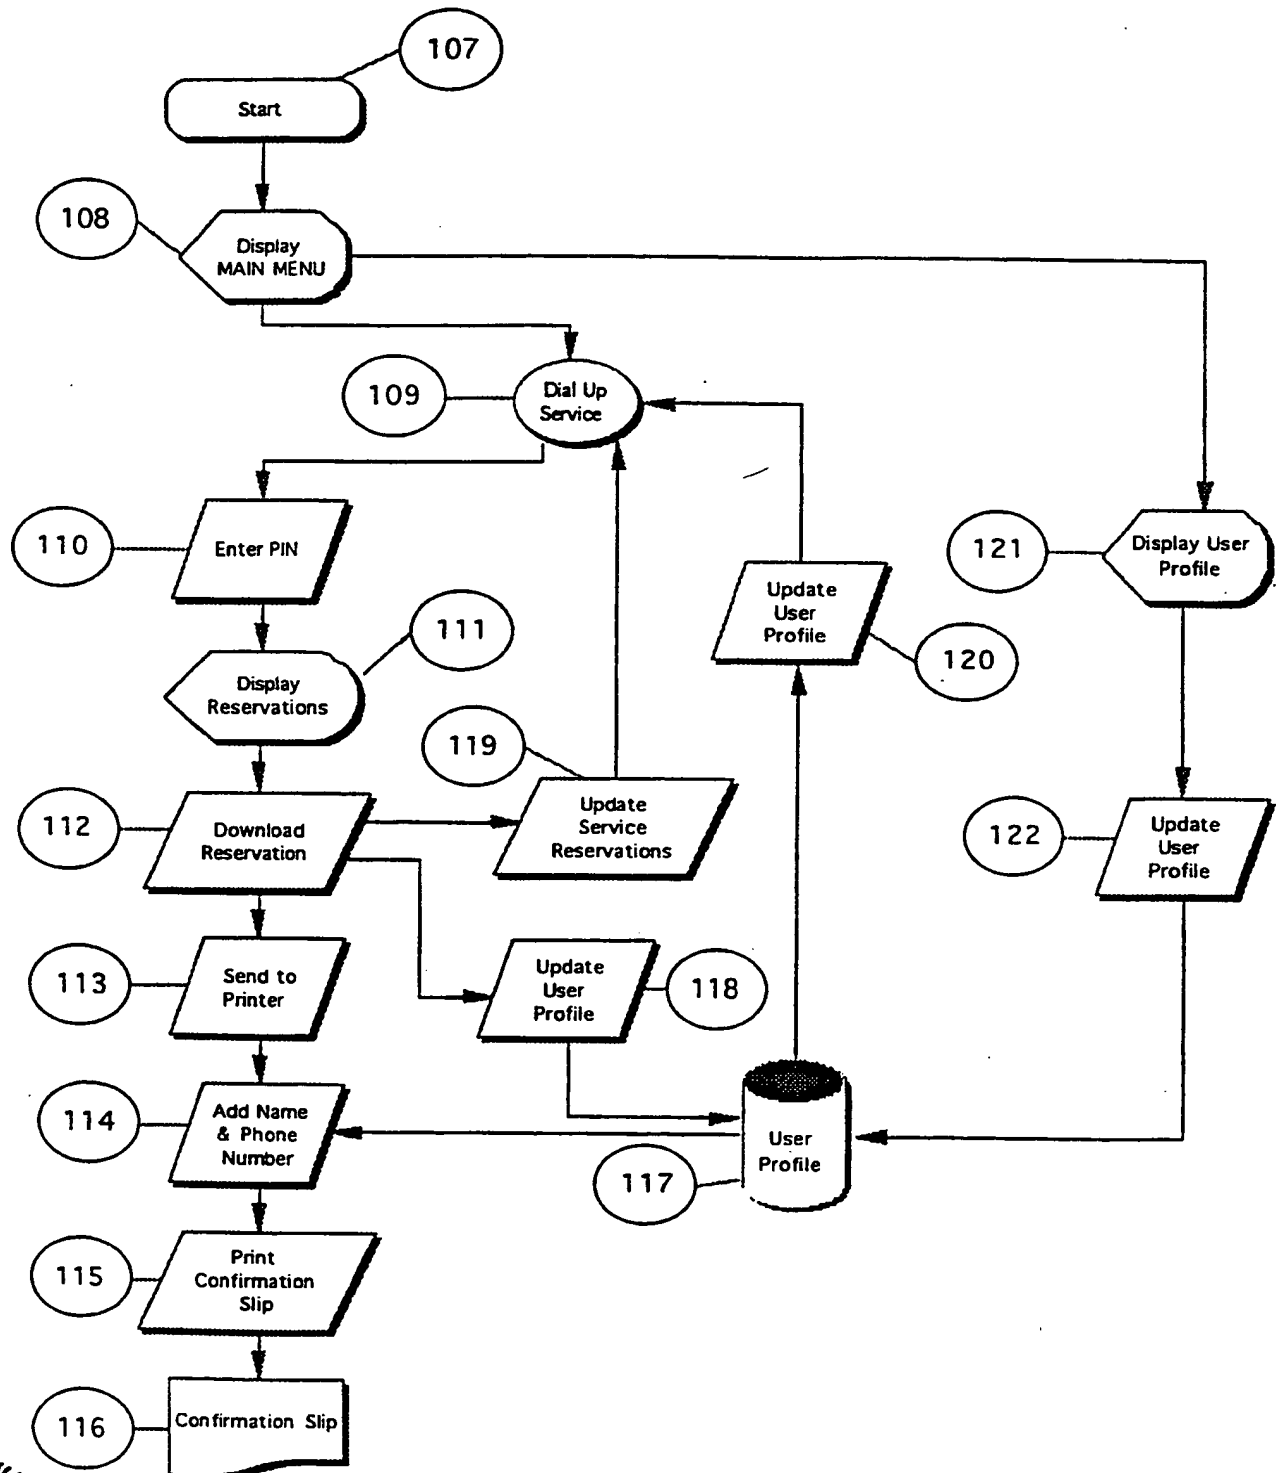 107
Start
108
Display
MAIN MENU
109
Dial Up
Service
110
Enter PIN
121
Display User
Profile
Update
User
Profile
120
111
Display
Reservations
119
Update
Service
Reservations
112
Download
Reservation
122
Update
User
Profile
113
Send to
Printer
Update
User
Profile
118
114
Add Name
& Phone
Number
User
Profile
117
115
Print
Confirmation
Slip
116
Confirmation Slip